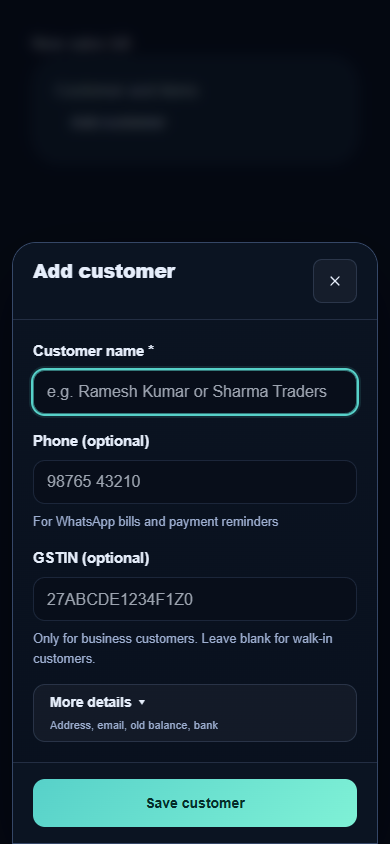 Add customer
Customer name *
e.g. Ramesh Kumar or Sharma Traders
Phone (optional)
98765 43210
For WhatsApp bills and payment reminders
GSTIN (optional)
27ABCDE1234F1Z0
Only for business customers. Leave blank for walk-in
customers.
More details ▼
Address, email, old balance, bank
Save customer